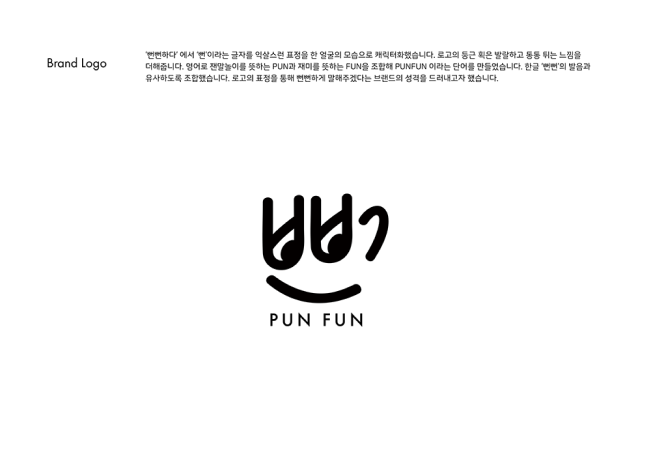 Brand Logo
'뻔뻔하다' 에서 '뻔'이라는 글자를 익살스런 표정을 한 얼굴의 모습으로 캐릭터화했습니다. 로고의 둥근 획은 발랄하고 통통 튀는 느낌을
더해줍니다. 영어로 잰말놀이를 뜻하는 PUN과 재미를 뜻하는 FUN을 조합해 PUNFUN 이라는 단어를 만들었습니다. 한글 '뻔뻔'의 발음과
유사하도록 조합했습니다. 로고의 표정을 통해 뻔뻔하게 말해주겠다는 브랜드의 성격을 드러내고자 했습니다.
뻔
PUN FUN